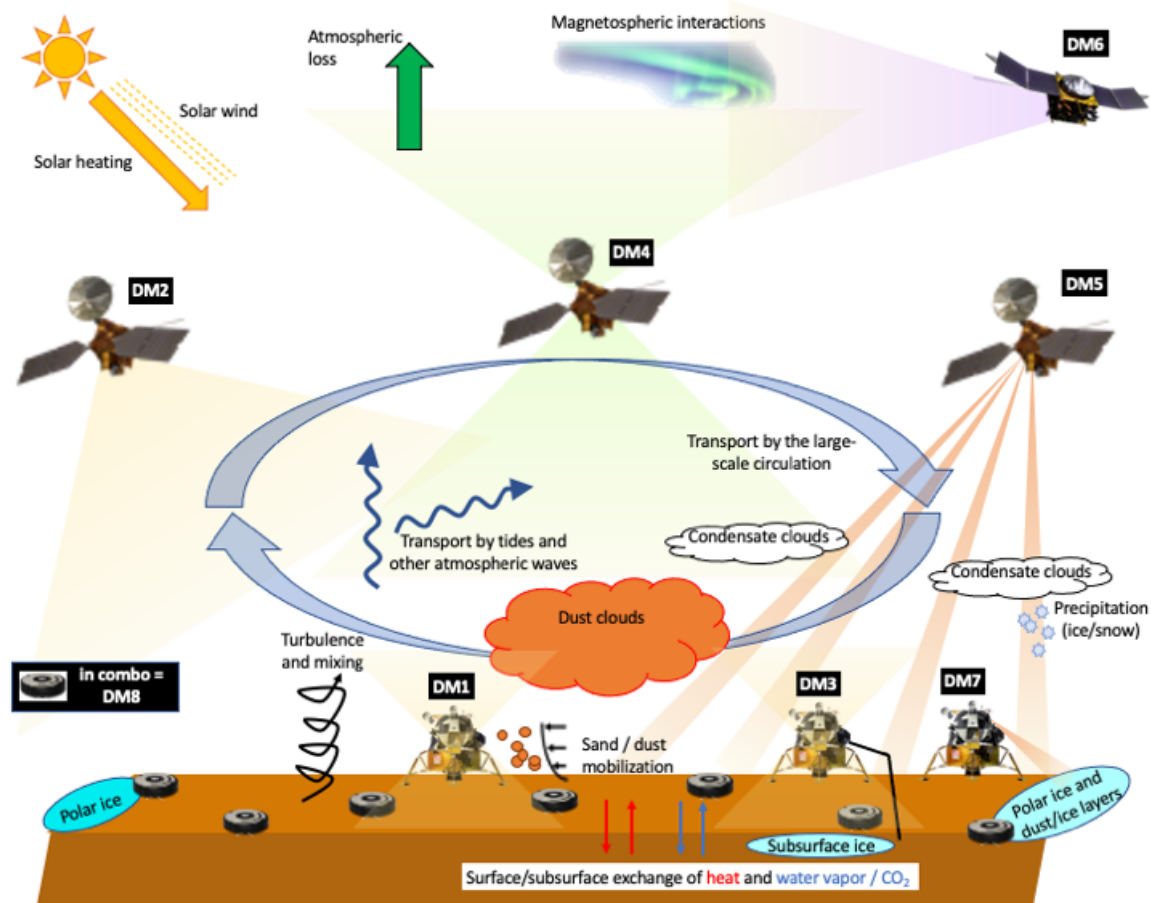 Magnetospheric interactions
Atmospheric
loss
DM6
Solar wind
Solar heating
DM4
DM2
DM5
Transport by the large-
scale circulation
Transport by tides and
other atmospheric waves
Condensate clouds
Condensate clouds
Dust clouds
Precipitation
(ice/snow)
Turbulence
and mixing
in combo =
DM8
DM1
DM3
DM7
Sand / dust
mobilization
Polar ice
Polar ice and
dust/ice layers
Subsurface ice
Surface/subsurface exchange of heat and water vapor / CO₂